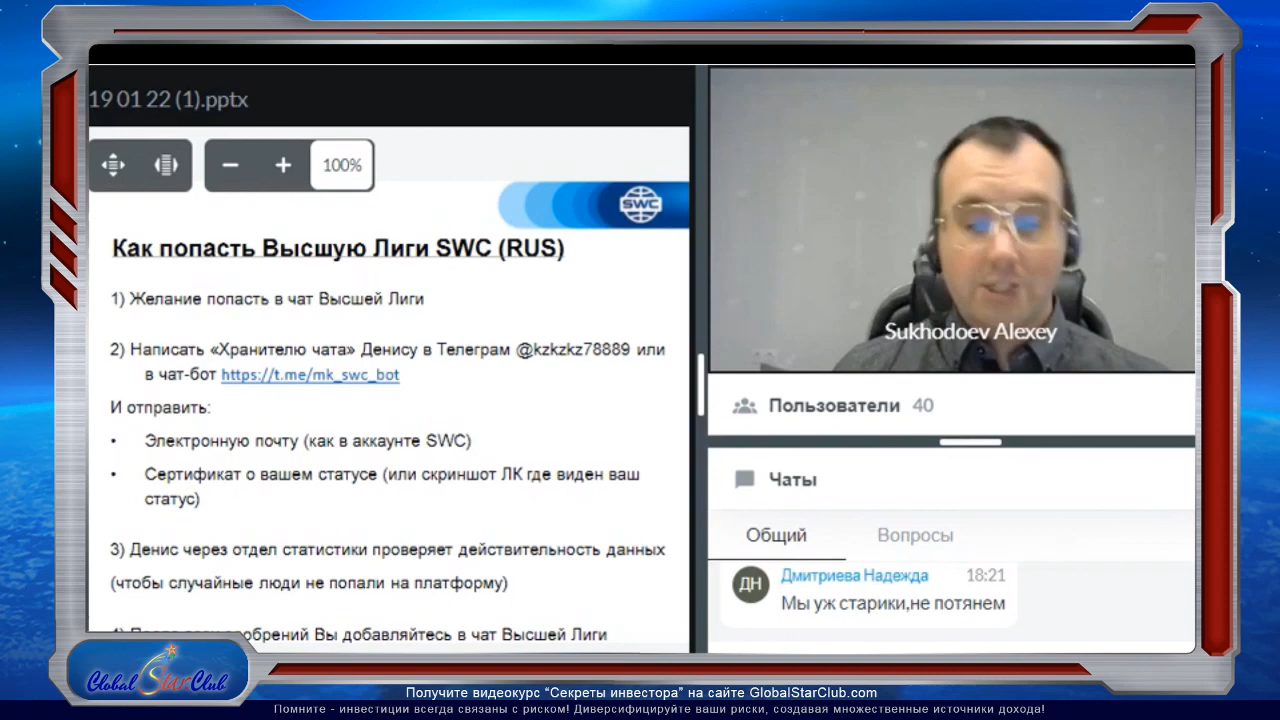 19 01 22 (1).pptx
100%
SWC
Как попасть Высшую Лиги SWC (RUS)
1) Желание попасть в чат Высшей Лиги
2) Написать «Хранителю чата» Денису в Телеграм @kzkzkz78889 или
в чат-бот https://t.me/mk_swc_bot
И отправить:
• Электронную почту (как в аккаунте SWC)
• Сертификат о вашем статусе (или скриншот ЛК где виден ваш
статус)
3) Денис через отдел статистики проверяет действительность данных
(чтобы случайные люди не попали на платформу)
Вы добавляйтесь в чат Высшей Лиги
Sukhodoev Alexey
Пользователи 40
Чаты
Общий Вопросы
ДН
Дмитриева Надежда 18:21
Мы уж старики,не потянем
Global Star Club
Получите видеокурс "Секреты инвестора" на сайте GlobalStarClub.com
Помните - инвестиции всегда связаны с риском! Диверсифицируйте ваши риски, создавая множественные источники дохода!